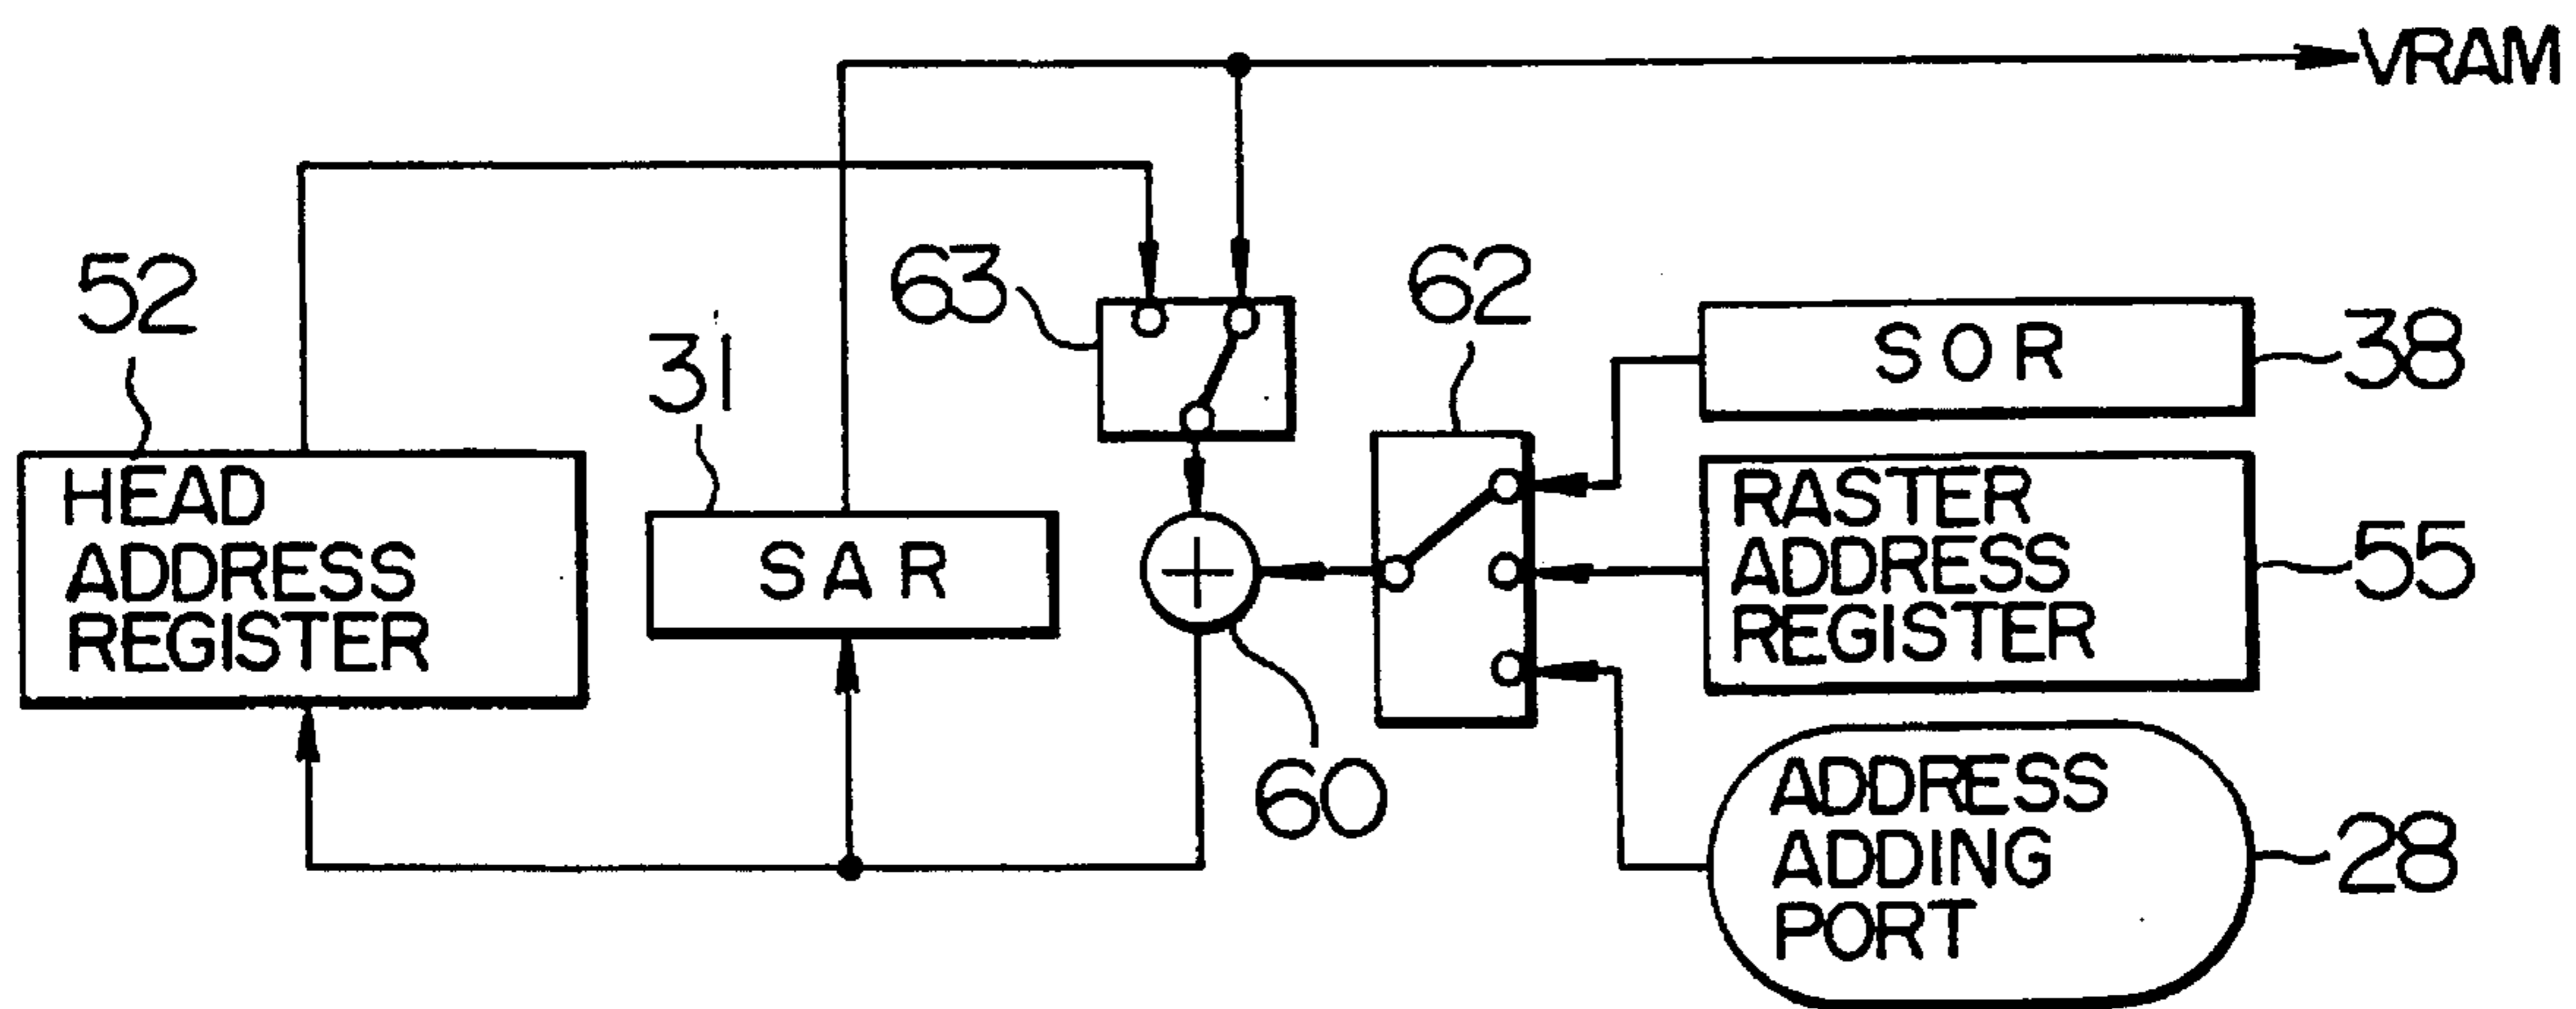 VRAM
52
31
63
62
SOR
38
HEAD
ADDRESS
REGISTER
SAR
RASTER
ADDRESS
REGISTER
55
60
ADDRESS
ADDING
PORT
28